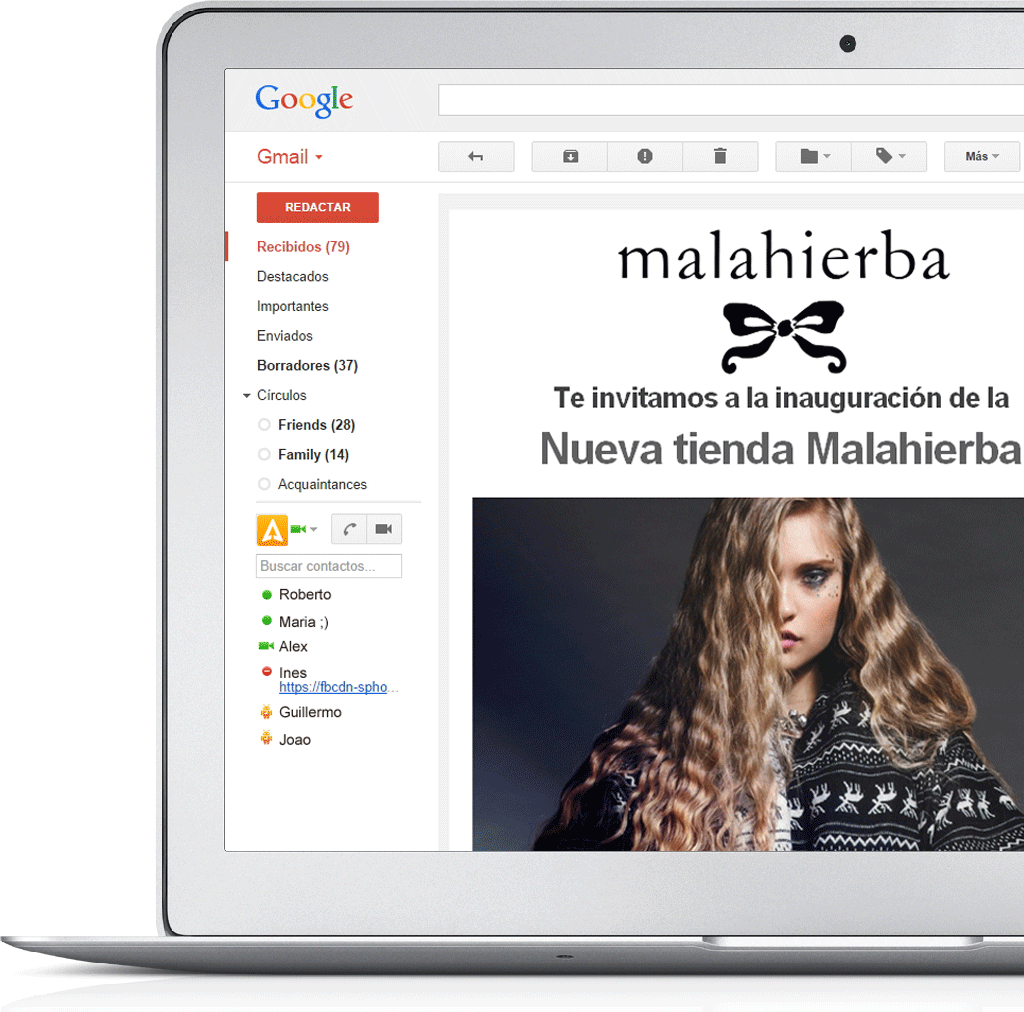 Google
Gmail
Más
REDACTAR
Recibidos (79)
Destacados
Importantes
Enviados
Borradores (37)
Círculos
Friends (28)
Family (14)
Acquaintances
Buscar contactos...
Roberto
Maria ;)
Alex
Ines
https://fbcdn-spho...
Guillermo
Joao
malahierba
Te invitamos a la inauguración de la
Nueva tienda Malahierba